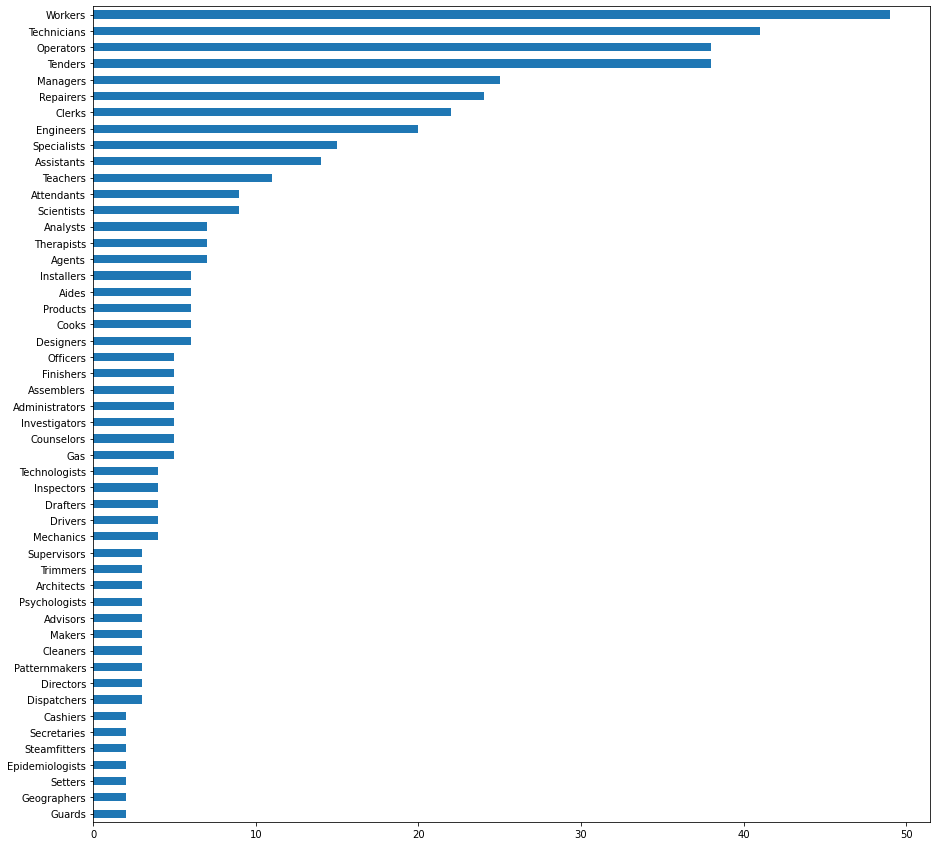 Workers
Technicians
Operators
Tenders
Managers
Repairers
Clerks
Engineers
Specialists
Assistants
Teachers
Attendants
Scientists
Analysts
Therapists
Agents
Installers
Aides
Products
Cooks
Designers
Officers
Finishers
Assemblers
Administrators
Investigators
Counselors
Gas
Technologists
Inspectors
Drafters
Drivers
Mechanics
Supervisors
Trimmers
Architects
Psychologists
Advisors
Makers
Cleaners
Patternmakers
Directors
Dispatchers
Cashiers
Secretaries
Steamfitters
Epidemiologists
Setters
Geographers
Guards
0 10 20 30 40 50